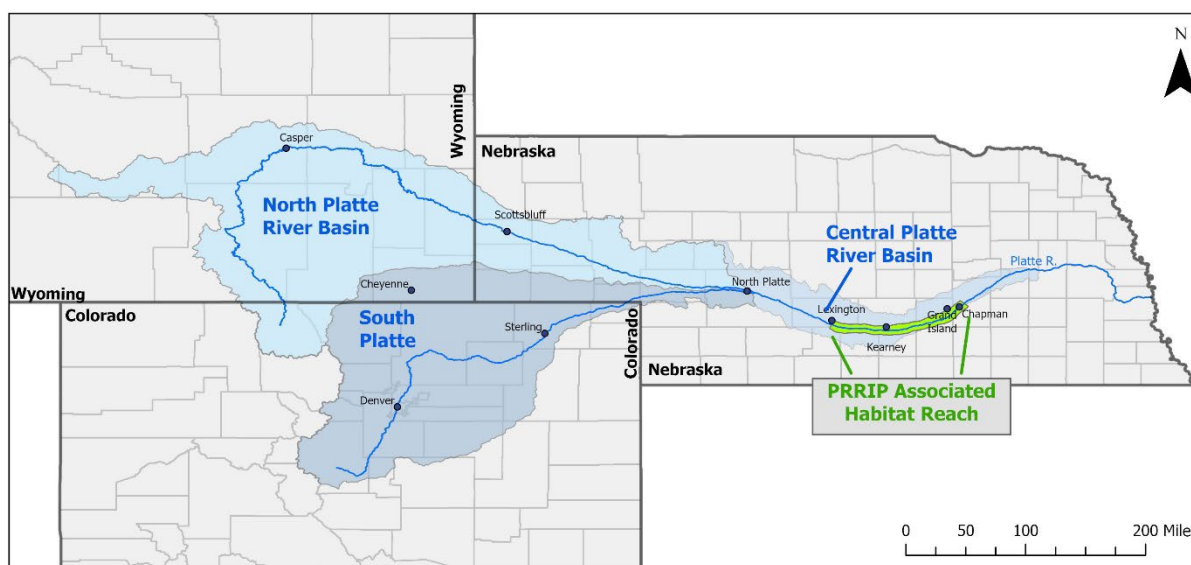 N
Casper
Wyoming
Nebraska
North Platte
River Basin
Scottsbluff
Central Platte
River Basin
Platte R.
Cheyenne
North Platte
Wyoming
Colorado
South
Platte
Sterling
Colorado
Lexington
Grand
Island
Chapman
Kearney
Nebraska
Denver
PRRIP Associated
Habitat Reach
0 50 100 200 Mile